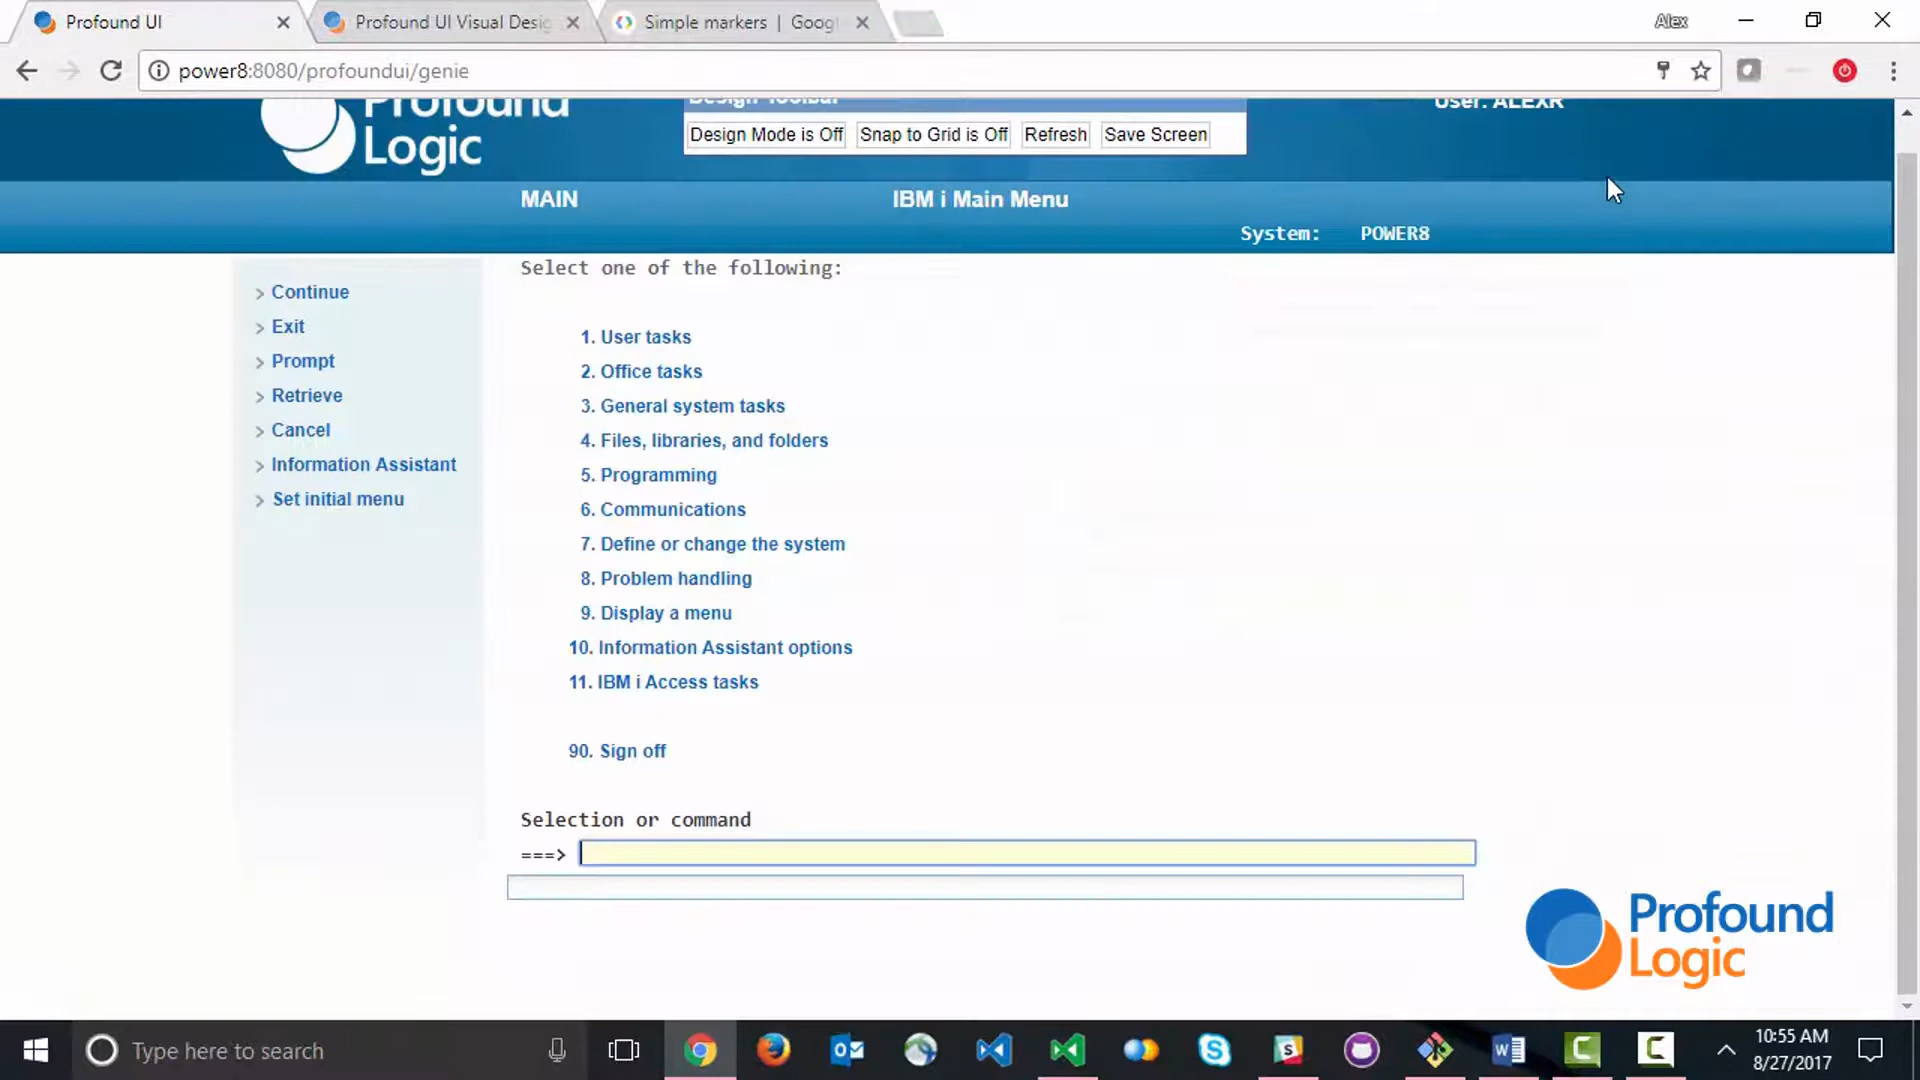 Profound UI
Profound UI Visual Desig
Simple markers | Goog
Alex
power8:8080/profoundui/genie
Profound
Logic
Design Toolbar
User: ALEXR
Design Mode is Off
Snap to Grid is Off
Refresh
Save Screen
MAIN
IBM i Main Menu
System: POWER8
Select one of the following:
> Continue
> Exit
> Prompt
> Retrieve
> Cancel
> Information Assistant
> Set initial menu
1. User tasks
2. Office tasks
3. General system tasks
4. Files, libraries, and folders
5. Programming
6. Communications
7. Define or change the system
8. Problem handling
9. Display a menu
10. Information Assistant options
11. IBM i Access tasks
90. Sign off
Selection or command
===>
Profound
Logic
Type here to search
10:55 AM
8/27/2017